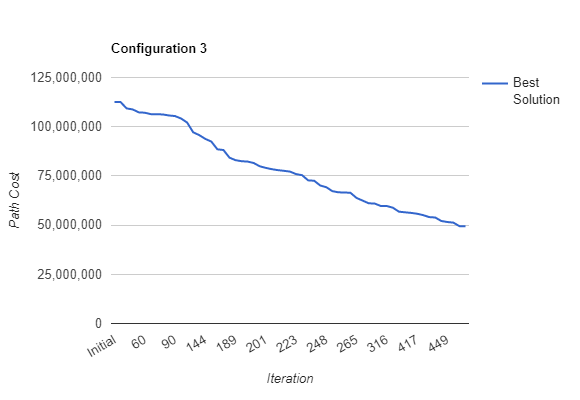 Configuration 3
125,000,000
100,000,000
75,000,000
50,000,000
25,000,000
0
Path Cost
Initial 60 90 144 189 201 223 248 265 316 417 449
Iteration
Best
Solution